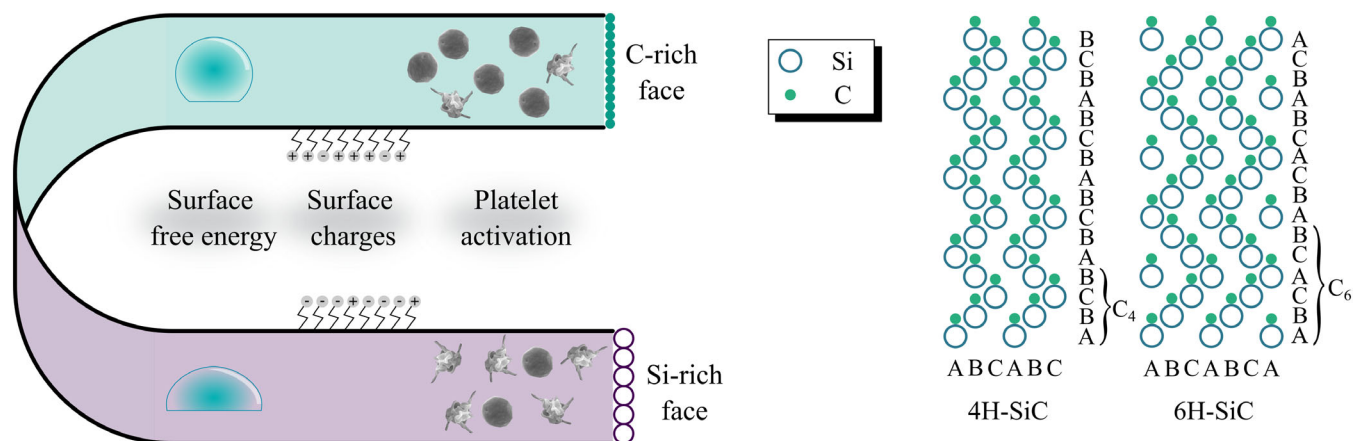 C-rich
face
+ + - + + + - +
Surface
free energy
Surface
charges
Platelet
activation
- - - + - - - +
Si-rich
face
Si
C
B
C
B
A
B
C
B
A
B
C
B
A
B
C
B
A
C₄
A B C A B C
4H-SiC
A
C
B
A
B
C
A
C
B
A
B
C
A
C
B
A
C₆
A B C A B C A
6H-SiC